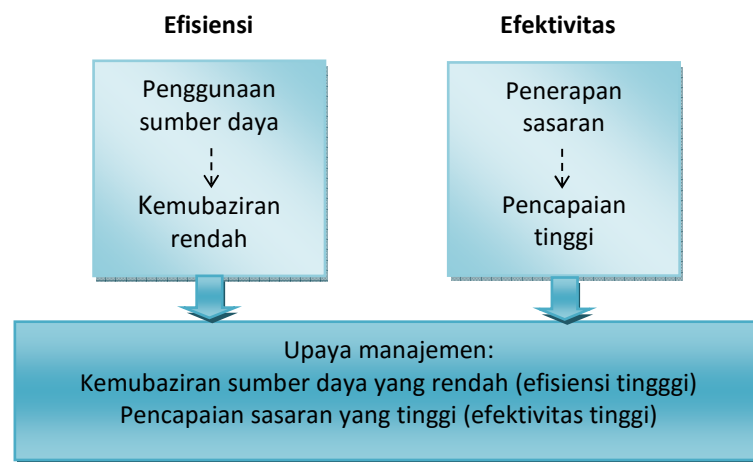 Efisiensi
Penggunaan
sumber daya
Kemubaziran
rendah
Efektivitas
Penerapan
sasaran
Pencapaian
tinggi
Upaya manajemen:
Kemubaziran sumber daya yang rendah (efisiensi tingggi)
Pencapaian sasaran yang tinggi (efektivitas tinggi)